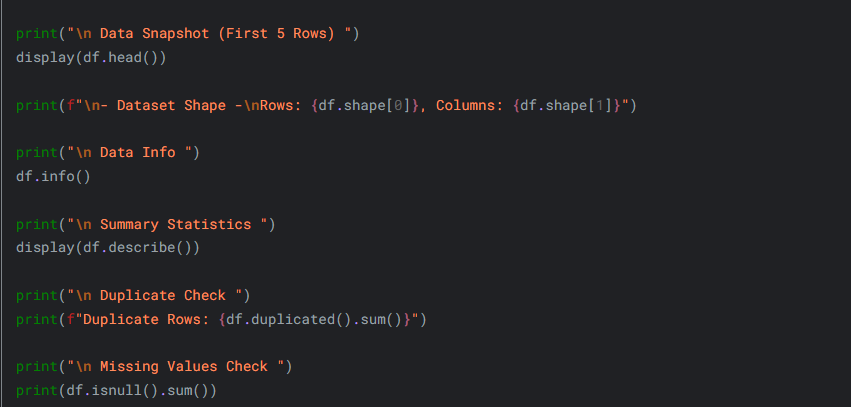 print("\n Data Snapshot (First 5 Rows) ")
display(df.head())
print(f"\n- Dataset Shape -\nRows: {df.shape[0]}, Columns: {df.shape[1]}")
print("\n Data Info ")
df.info()
print("\n Summary Statistics ")
display(df.describe())
print("\n Duplicate Check ")
print(f"Duplicate Rows: {df.duplicated().sum()}")
print("\n Missing Values Check ")
print(df.isnull().sum())